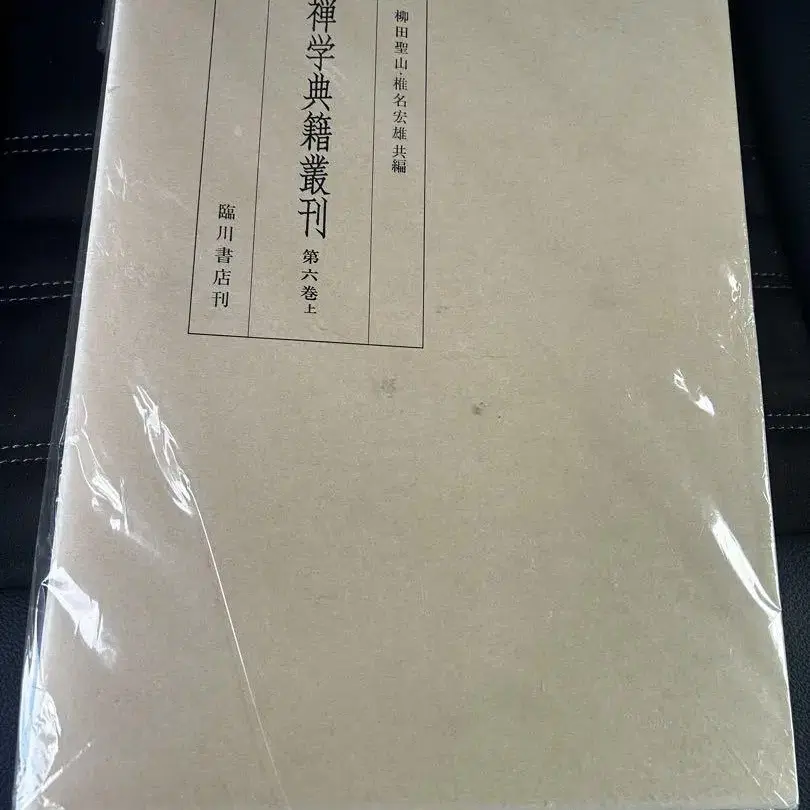 柳田聖山・椎名宏雄 共編
禅学典籍叢刊 第六巻上
臨川書店刊